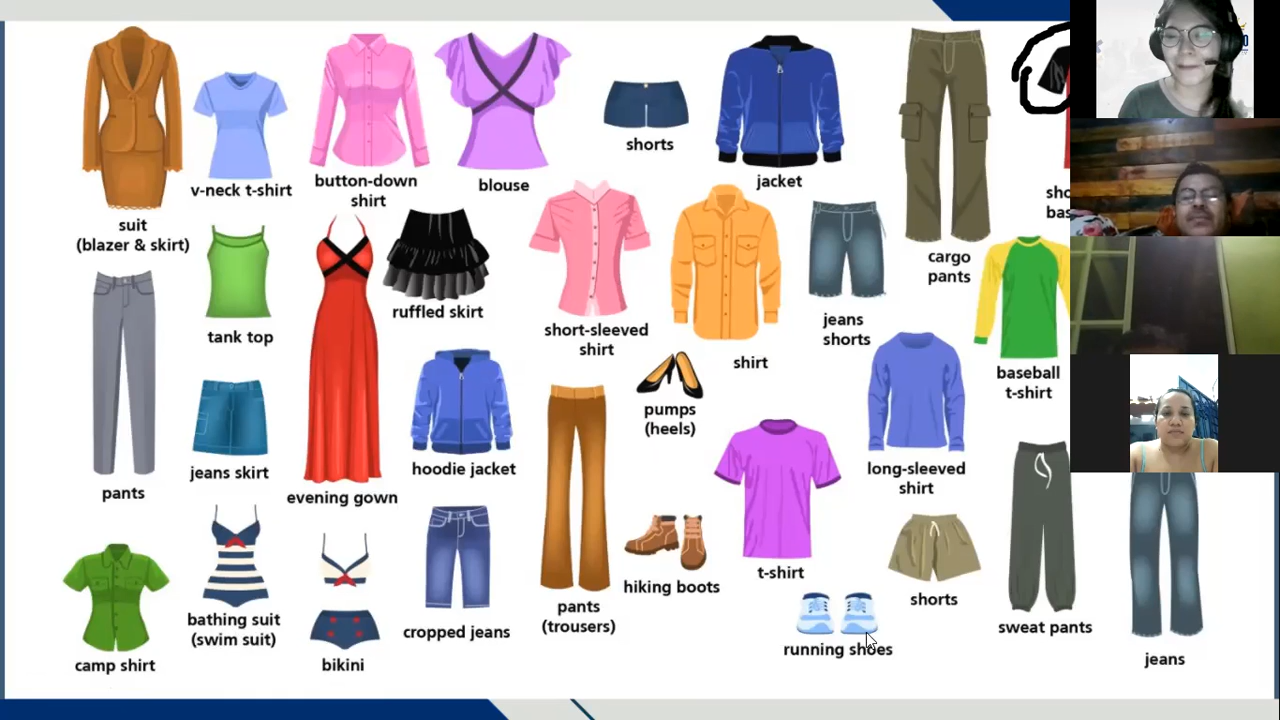 suit
(blazer & skirt)
v-neck t-shirt
button-down
shirt
blouse
shorts
jacket
cargo
pants
sho
bas
tank top
ruffled skirt
short-sleeved
shirt
shirt
jeans
shorts
baseball
t-shirt
pants
jeans skirt
evening gown
hoodie jacket
pumps
(heels)
long-sleeved
shirt
camp shirt
bathing suit
(swim suit)
bikini
cropped jeans
pants
(trousers)
hiking boots
t-shirt
running shoes
shorts
sweat pants
jeans